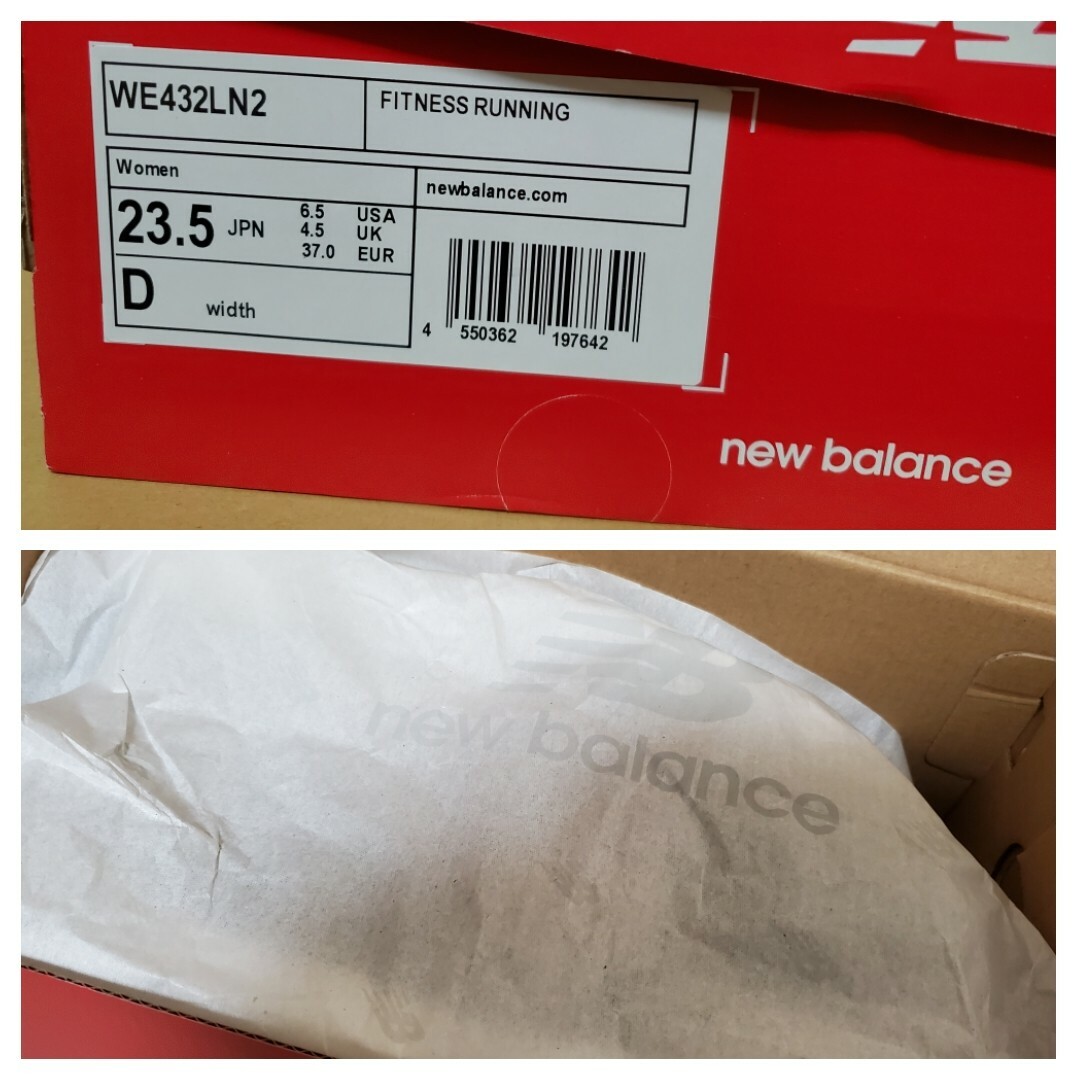 WE432LN2
FITNESS RUNNING
Women
newbalance.com
23.5 JPN
6.5 USA
4.5 UK
37.0 EUR
D width
4 550362 197642
new balance
new balance